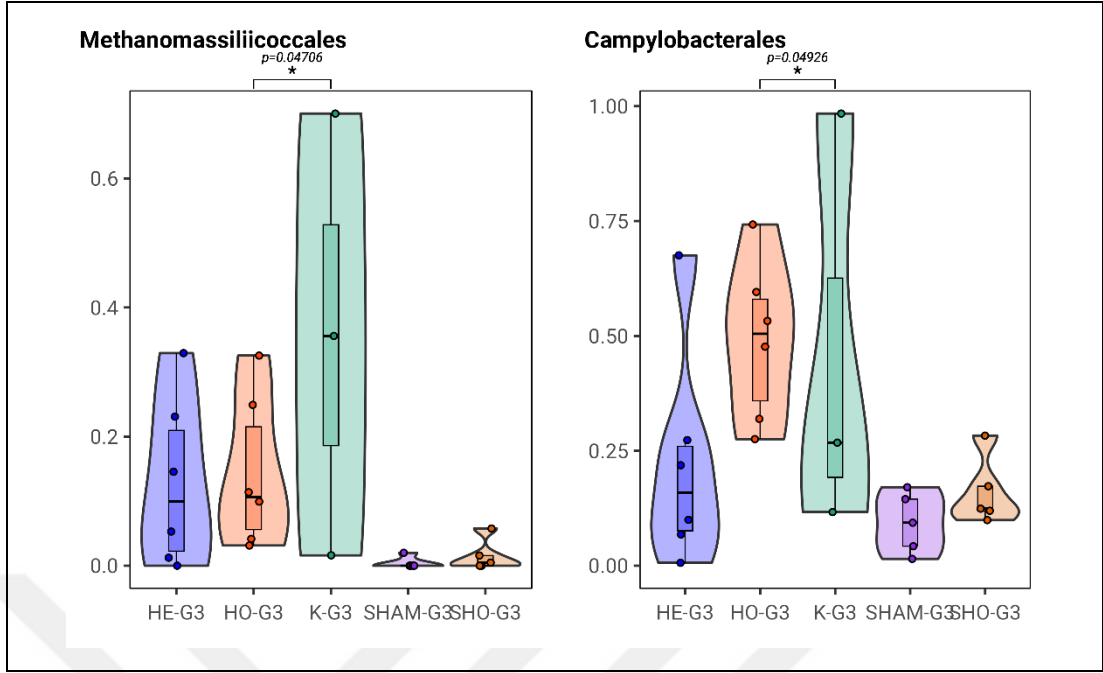 Methanomassiliicoccales
p=0.04706
*
0.6
0.4
0.2
0.0
HE-G3 HO-G3 K-G3 SHAM-G3 SHO-G3
Campylobacterales
p=0.04926
*
1.00
0.75
0.50
0.25
0.00
HE-G3 HO-G3 K-G3 SHAM-G3 SHO-G3